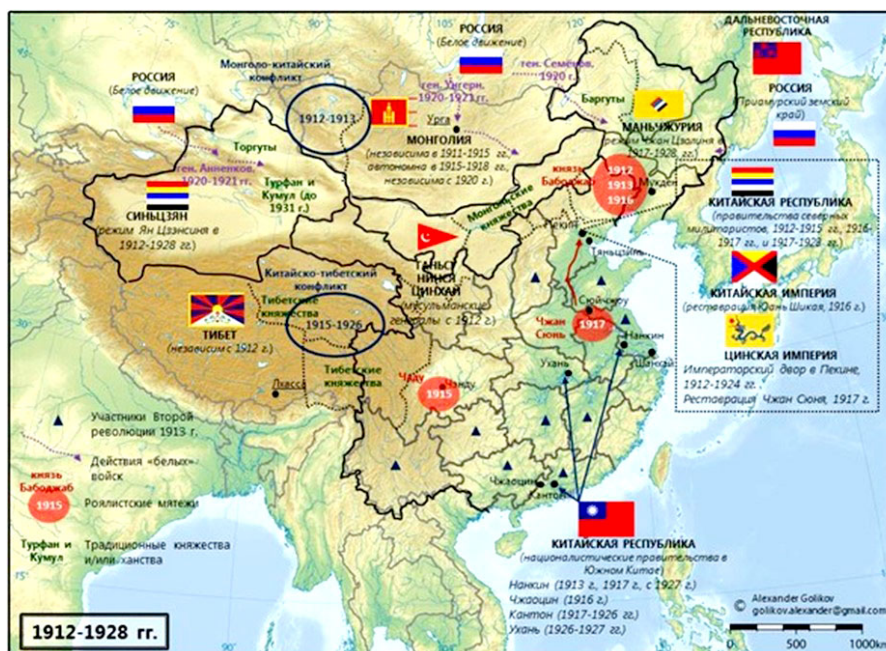 РОССИЯ
(Белое движение)
ДАЛЬНЕВОСТОЧНАЯ
РЕСПУБЛИКА
Монголо-китайский
конфликт
РОССИЯ
(Белое движение)
ген. Унгерн,
1920-1921 гг.
ген. Семёнов,
1920 г.
РОССИЯ
(Приамурский земский
край)
1912-1913
Баргуты
Урга
МОНГОЛИЯ
(независима в 1911-1915 гг.,
автономна в 1915-1918 гг.,
независима с 1920 г.)
МАНЬЧЖУРИЯ
(режим Чжан Цзолиня в
1917-1928 гг.)
Торгуты
ген. Анненков,
1920-1921 гг.
Турфан и
Кумул (до
1931 г.)
СИНЬЦЗЯН
(режим Ян Цзэнсиня в
1912-1928 гг.)
князь
Бабоджаб
1912
1913
1916
Мукден
Монгольские
княжества
Пекин
Тяньцзинь
КИТАЙСКАЯ РЕСПУБЛИКА
(правительства северных
милитаристов, 1912-1915 гг., 1916-
1917 гг., и 1917-1928 гг.)
КИТАЙСКАЯ ИМПЕРИЯ
(реставрация Юань Шикая, 1916 г.)
ЦИНСКАЯ ИМПЕРИЯ
Императорский двор в Пекине,
1912-1924 гг.
Реставрация Чжан Сюня, 1917 г.
ГАНЬСУ
НИНСЯ
ЦИНХАЙ
(мусульманские
генералы с 1912 г.)
Китайско-тибетский
конфликт
Тибетские
княжества
1915-1926
ТИБЕТ
(независим с 1912 г.)
Тибетские
княжества
Лхасса
Сюйчжоу
Чжан
Сюнь
1917
Нанкин
Шанхай
Ухань
Чэнду
1915
Чжаоцин
Кантон
Участники Второй
революции 1913 г.
Действия «белых»
войск
князь
Бабоджаб
1915
Роялистские мятежи
Турфан и
Кумул
Традиционные княжества
и/или ханства
КИТАЙСКАЯ РЕСПУБЛИКА
(националистические правительства в
Южном Китае)
Нанкин (1913 г., 1917 г., с 1927 г.)
Чжаоцин (1916 г.)
Кантон (1917-1926 гг.)
Ухань (1926-1927 гг.)
© Alexander Golikov
golikov.alexander@gmail.com
0 500 1000км
1912-1928 гг.